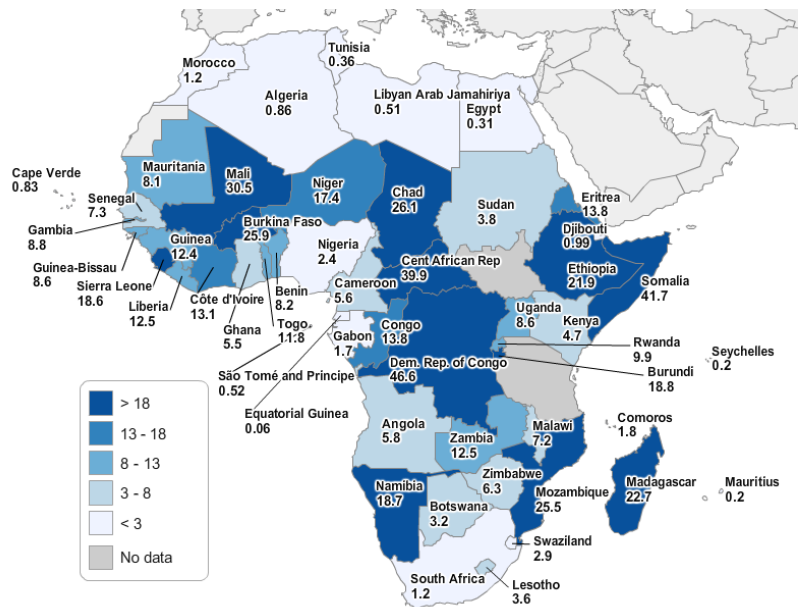 Tunisia
0.36
Morocco
1.2
Algeria
0.86
Libyan Arab Jamahiriya
0.51
Egypt
0.31
Cape Verde
0.83
Mauritania
8.1
Mali
30.5
Niger
17.4
Chad
26.1
Sudan
3.8
Eritrea
13.8
Senegal
7.3
Gambia
8.8
Guinea
12.4
Burkina Faso
25.9
Nigeria
2.4
Djibouti
0.99
Guinea-Bissau
8.6
Sierra Leone
18.6
Liberia
12.5
Côte d'Ivoire
13.1
Ghana
5.5
Togo
11.8
Benin
8.2
Cameroon
5.6
Cent African Rep
39.9
Ethiopia
21.9
Somalia
41.7
Uganda
8.6
Kenya
4.7
Gabon
1.7
Congo
13.8
Rwanda
9.9
Burundi
18.8
Seychelles
0.2
São Tomé and Principe
0.52
Dem. Rep. of Congo
46.6
Equatorial Guinea
0.06
Angola
5.8
Zambia
12.5
Malawi
7.2
Comoros
1.8
Namibia
18.7
Zimbabwe
6.3
Botswana
3.2
Mozambique
25.5
Madagascar
22.7
Mauritius
0.2
Swaziland
2.9
South Africa
1.2
Lesotho
3.6
> 18
13 - 18
8 - 13
3 - 8
< 3
No data